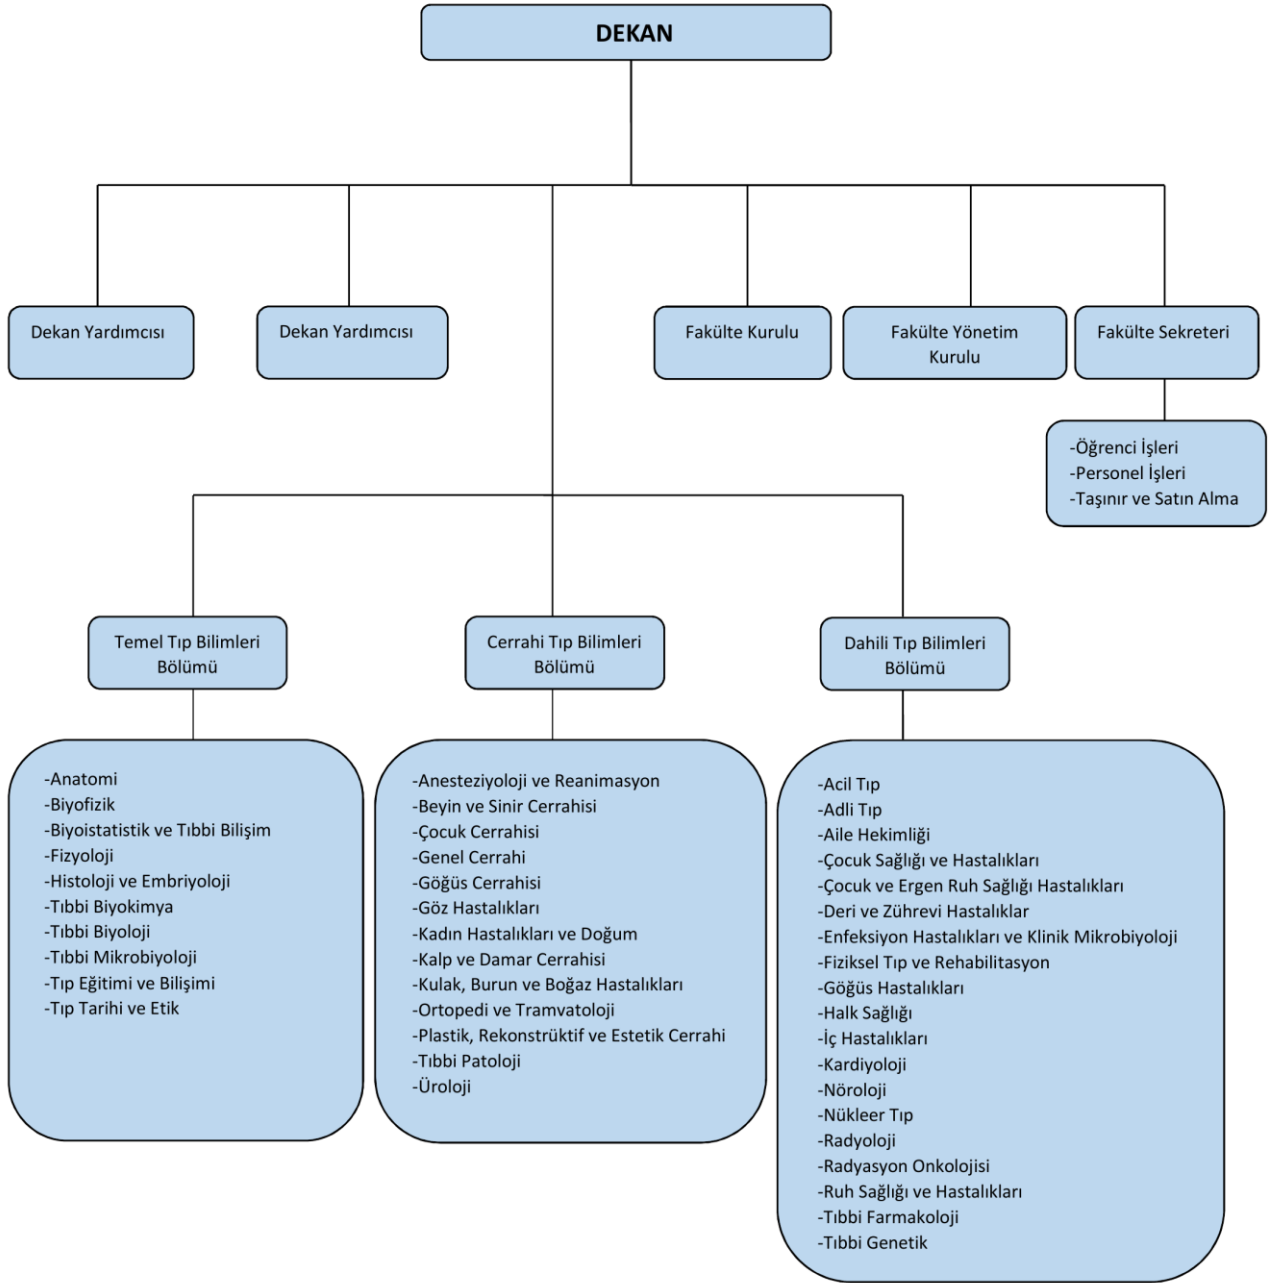 DEKAN
Dekan Yardımcısı
Dekan Yardımcısı
Fakülte Kurulu
Fakülte Yönetim
Kurulu
Fakülte Sekreteri
-Öğrenci İşleri
-Personel İşleri
-Taşınır ve Satın Alma
Temel Tıp Bilimleri
Bölümü
Cerrahi Tıp Bilimleri
Bölümü
Dahili Tıp Bilimleri
Bölümü
-Anatomi
-Biyofizik
-Biyoistatistik ve Tıbbi Bilişim
-Fizyoloji
-Histoloji ve Embriyoloji
-Tıbbi Biyokimya
-Tıbbi Biyoloji
-Tıbbi Mikrobiyoloji
-Tıp Eğitimi ve Bilişimi
-Tıp Tarihi ve Etik
-Anesteziyoloji ve Reanimasyon
-Beyin ve Sinir Cerrahisi
-Çocuk Cerrahisi
-Genel Cerrahi
-Göğüs Cerrahisi
-Göz Hastalıkları
-Kadın Hastalıkları ve Doğum
-Kalp ve Damar Cerrahisi
-Kulak, Burun ve Boğaz Hastalıkları
-Ortopedi ve Tramvatoloji
-Plastik, Rekonstrüktif ve Estetik Cerrahi
-Tıbbi Patoloji
-Üroloji
-Acil Tıp
-Adli Tıp
-Aile Hekimliği
-Çocuk Sağlığı ve Hastalıkları
-Çocuk ve Ergen Ruh Sağlığı Hastalıkları
-Deri ve Zührevi Hastalıklar
-Enfeksiyon Hastalıkları ve Klinik Mikrobiyoloji
-Fiziksel Tıp ve Rehabilitasyon
-Göğüs Hastalıkları
-Halk Sağlığı
-İç Hastalıkları
-Kardiyoloji
-Nöroloji
-Nükleer Tıp
-Radyoloji
-Radyasyon Onkolojisi
-Ruh Sağlığı ve Hastalıkları
-Tıbbi Farmakoloji
-Tıbbi Genetik